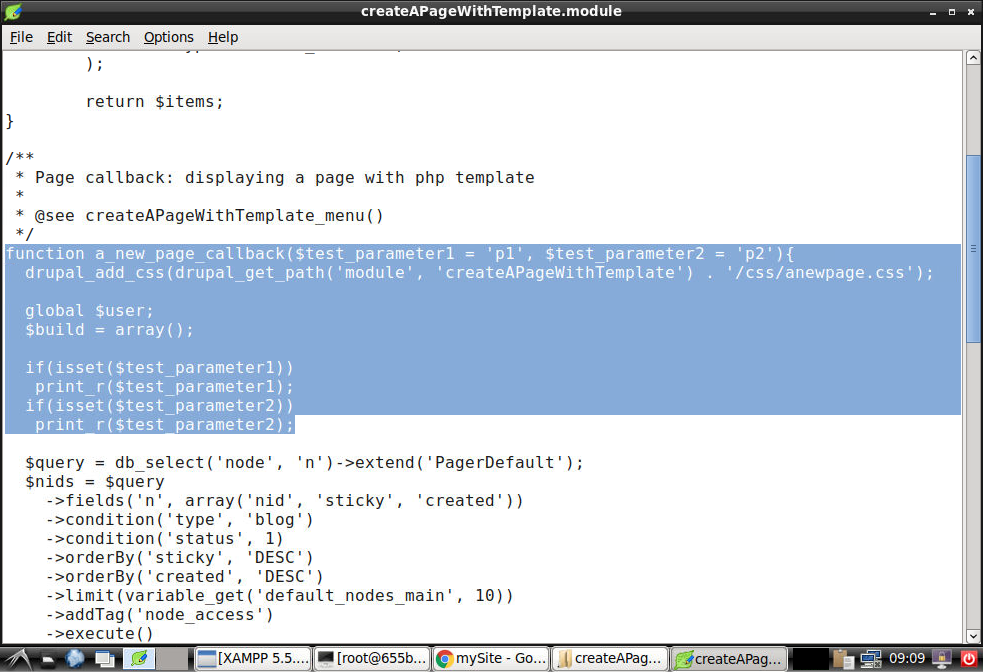 createAPageWithTemplate.module
File Edit Search Options Help
);
return $items;
}
/**
* Page callback: displaying a page with php template
*
* @see createAPageWithTemplate_menu()
*/
function a_new_page_callback($test_parameter1 = 'p1', $test_parameter2 = 'p2'){
drupal_add_css(drupal_get_path('module', 'createAPageWithTemplate') . '/css/anewpage.css');
global $user;
$build = array();
if(isset($test_parameter1))
print_r($test_parameter1);
if(isset($test_parameter2))
print_r($test_parameter2);
$query = db_select('node', 'n')->extend('PagerDefault');
$nids = $query
->fields('n', array('nid', 'sticky', 'created'))
->condition('type', 'blog')
->condition('status', 1)
->orderBy('sticky', 'DESC')
->orderBy('created', 'DESC')
->limit(variable_get('default_nodes_main', 10))
->addTag('node_access')
->execute()
[XAMPP 5.5.... [root@655b... mySite - Go... createAPag... createAPag... 09:09